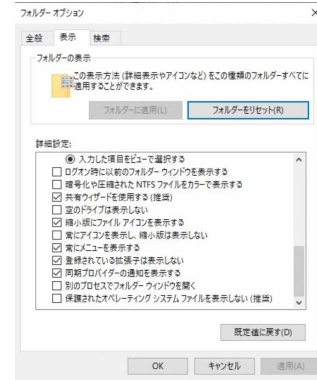 フォルダー オプション
全般 表示 検索
フォルダーの表示
この表示方法 (詳細表示やアイコンなど) をこの種類のフォルダーすべてに
適用することができます。
フォルダーに適用(L) フォルダーをリセット(R)
詳細設定:
入力した項目をビューで選択する
ログオン時に以前のフォルダー ウィンドウを表示する
暗号化や圧縮された NTFS ファイルをカラーで表示する
共有ウィザードを使用する (推奨)
空のドライブは表示しない
縮小版にファイル アイコンを表示する
常にアイコンを表示し、縮小版は表示しない
常にメニューを表示する
登録されている拡張子は表示しない
同期プロバイダーの通知を表示する
別のプロセスでフォルダー ウィンドウを開く
保護されたオペレーティング システム ファイルを表示しない (推奨)
既定値に戻す(D)
OK キャンセル 適用(A)